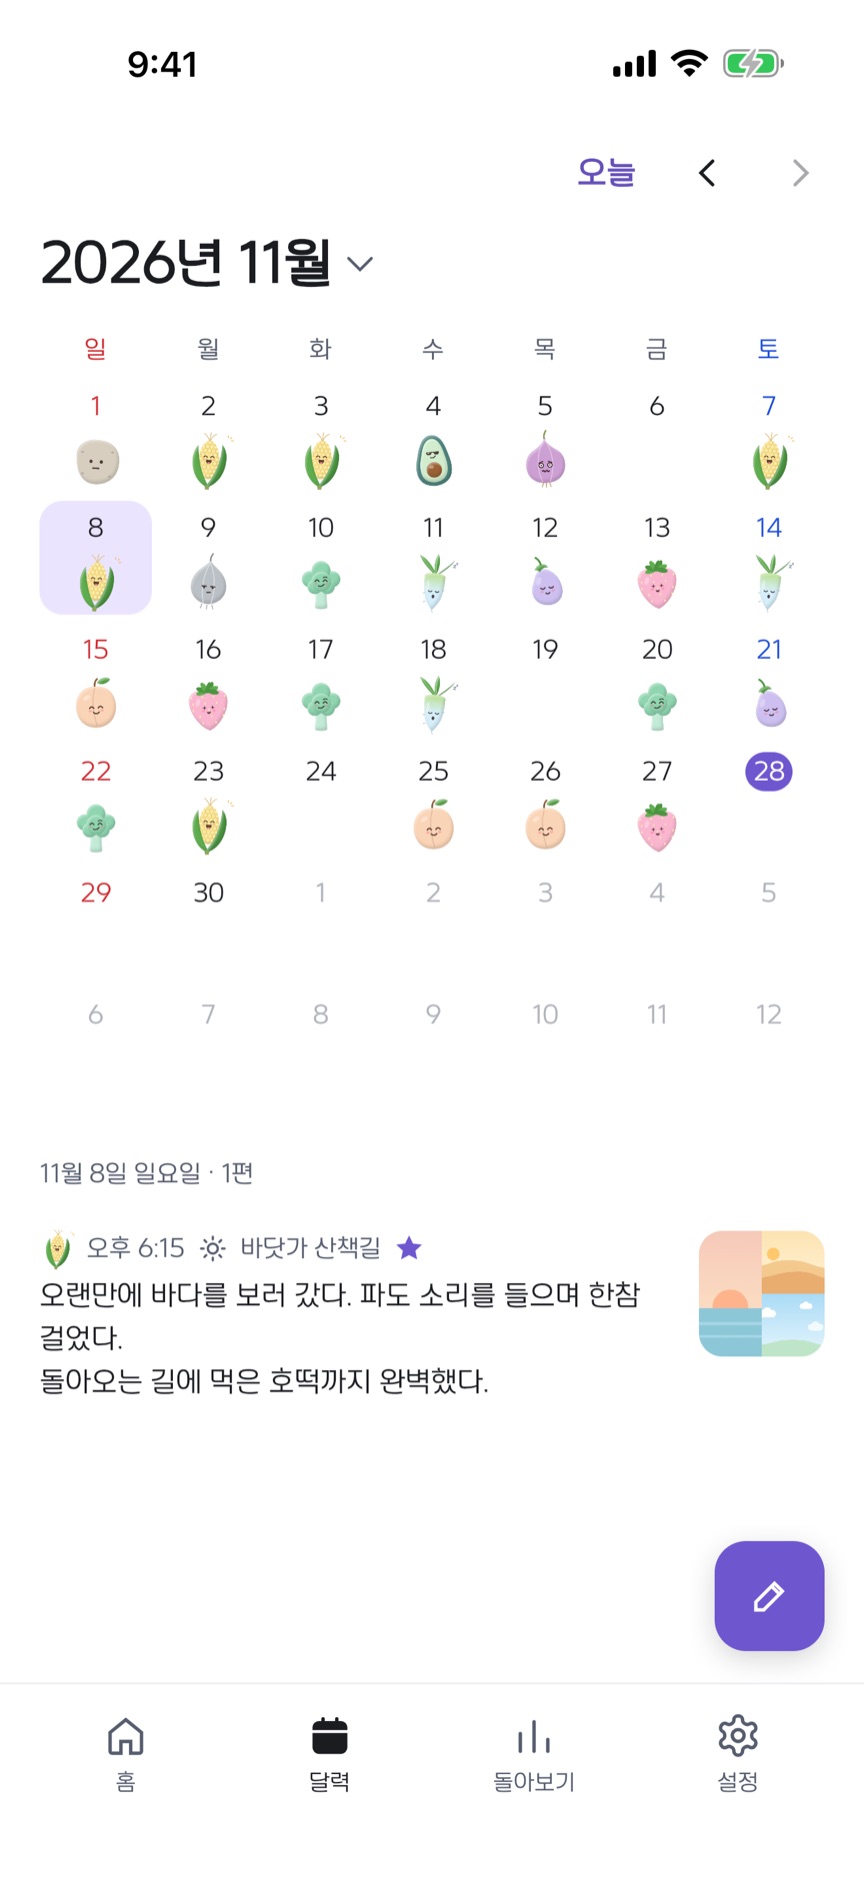 9:41
오늘
2026년 11월
일 월 화 수 목 금 토
1 2 3 4 5 6 7
8 9 10 11 12 13 14
15 16 17 18 19 20 21
22 23 24 25 26 27 28
29 30 1 2 3 4 5
6 7 8 9 10 11 12
11월 8일 일요일 · 1편
오후 6:15 바닷가 산책길
오랜만에 바다를 보러 갔다. 파도 소리를 들으며 한참
걸었다.
돌아오는 길에 먹은 호떡까지 완벽했다.
홈 달력 돌아보기 설정